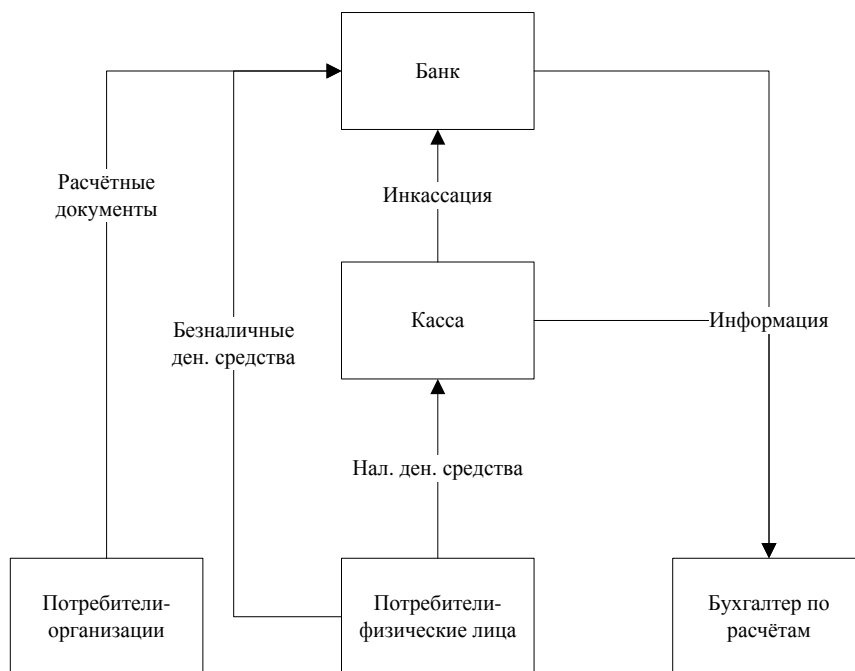 Банк
Расчётные
документы
Инкассация
Безналичные
ден. средства
Касса
Информация
Нал. ден. средства
Потребители-
организации
Потребители-
физические лица
Бухгалтер по
расчётам